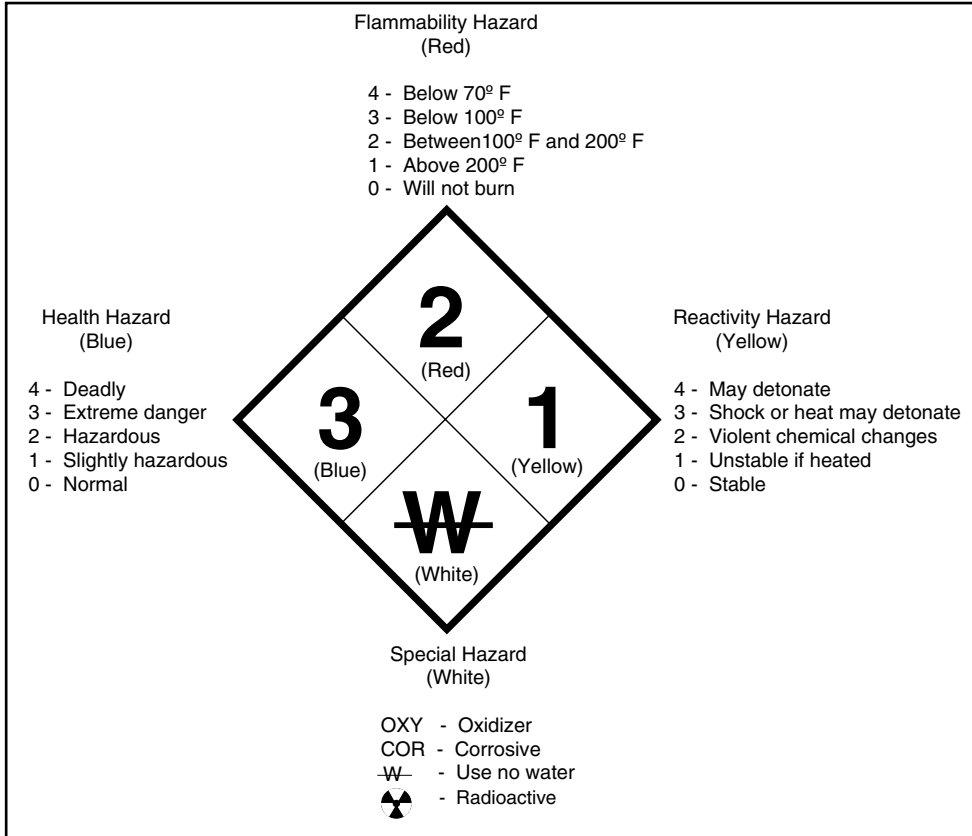 Flammability Hazard
(Red)
4 - Below 70º F
3 - Below 100º F
2 - Between100º F and 200º F
1 - Above 200º F
0 - Will not burn
Health Hazard
(Blue)
4 - Deadly
3 - Extreme danger
2 - Hazardous
1 - Slightly hazardous
0 - Normal
2
(Red)
3
(Blue)
1
(Yellow)
W
(White)
Reactivity Hazard
(Yellow)
4 - May detonate
3 - Shock or heat may detonate
2 - Violent chemical changes
1 - Unstable if heated
0 - Stable
Special Hazard
(White)
OXY - Oxidizer
COR - Corrosive
W - Use no water
- Radioactive